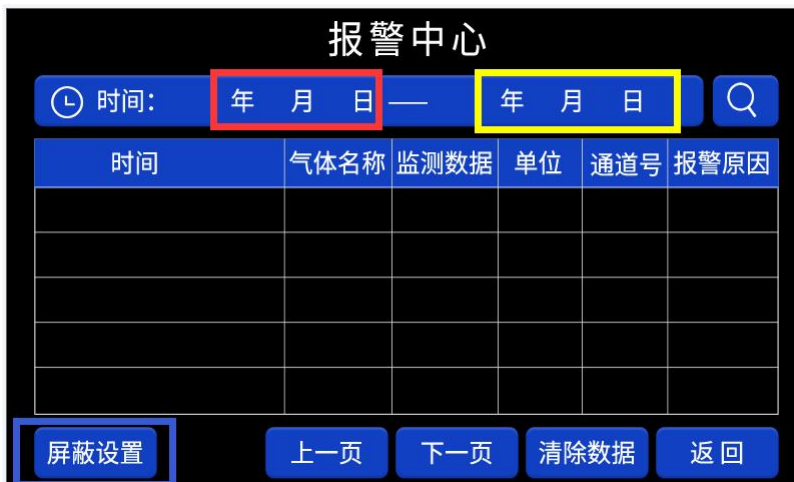 报警中心
时间: 年 月 日 — 年 月 日
时间 气体名称 监测数据 单位 通道号 报警原因
屏蔽设置 上一页 下一页 清除数据 返回